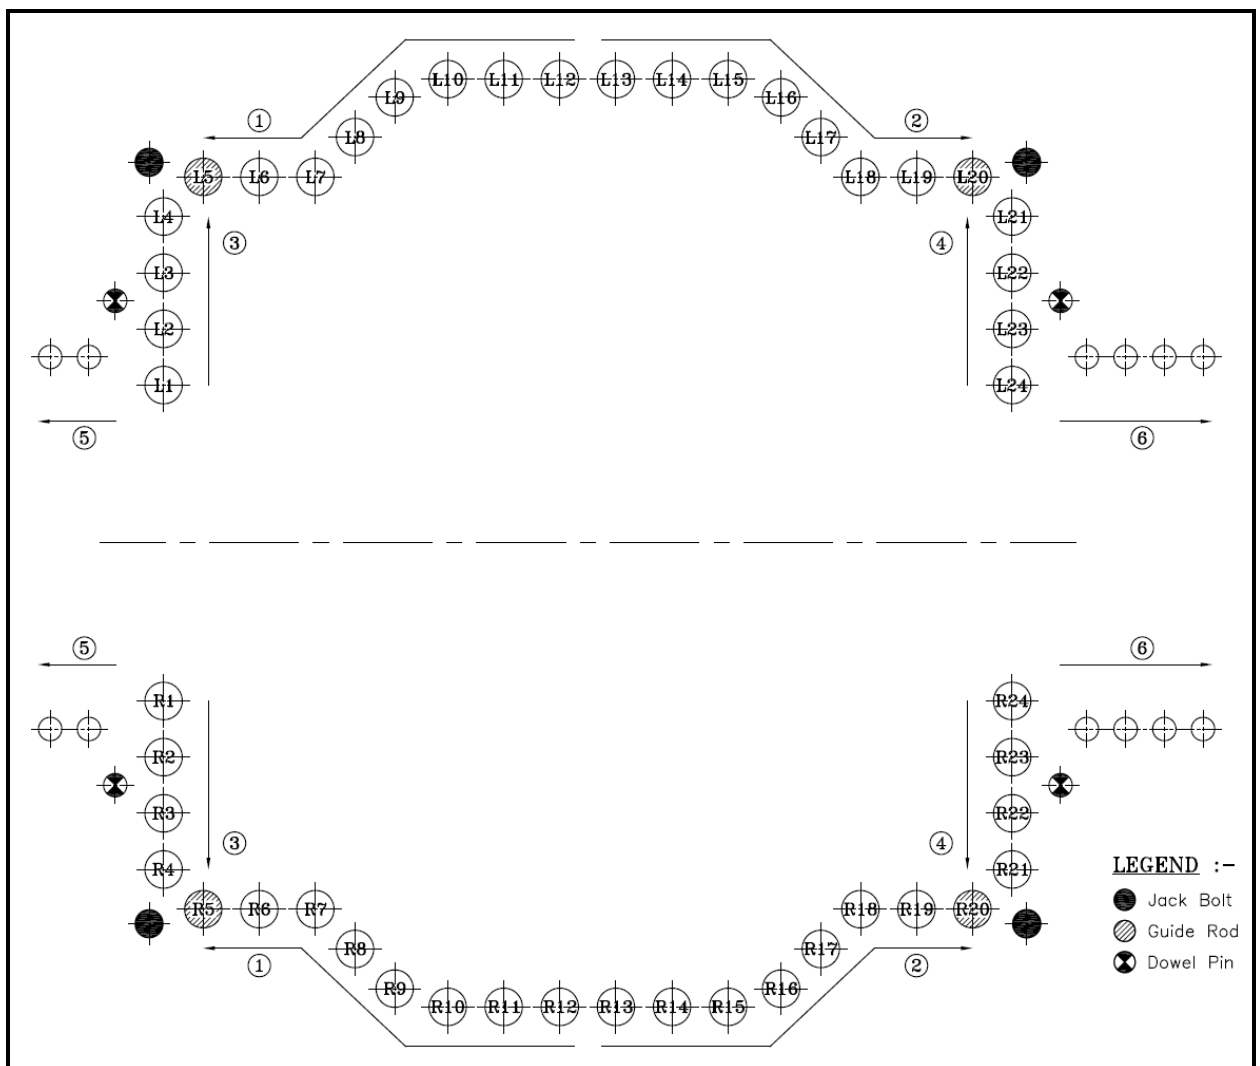 L10 L11 L12 L13 L14 L15
L9 L16
① ②
L8 L17
L5 L6 L7 L18 L19 L20
L4 L21
③ ④
L3 L22
L2 L23
L1 L24
⑤ ⑥
⑤ ⑥
R1 R24
R2 R23
R3 R22
③ ④
R4 R21
LEGEND :-
Jack Bolt
Guide Rod
Dowel Pin
R5 R6 R7 R18 R19 R20
R8 R17
① ②
R9 R16
R10 R11 R12 R13 R14 R15